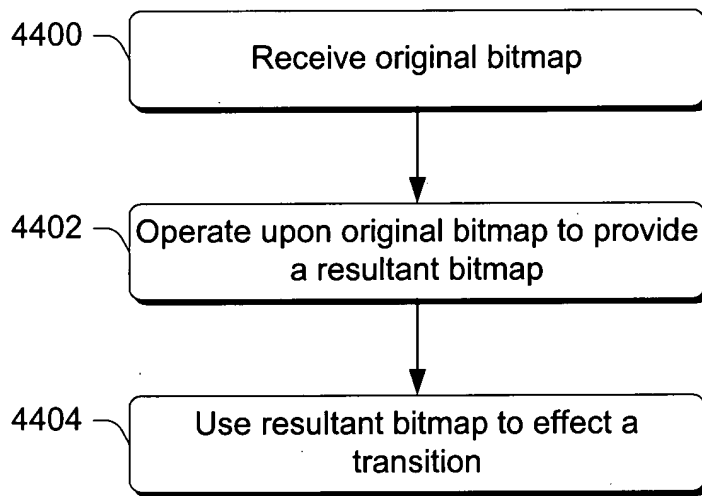 4400
Receive original bitmap
4402
Operate upon original bitmap to provide
a resultant bitmap
4404
Use resultant bitmap to effect a
transition